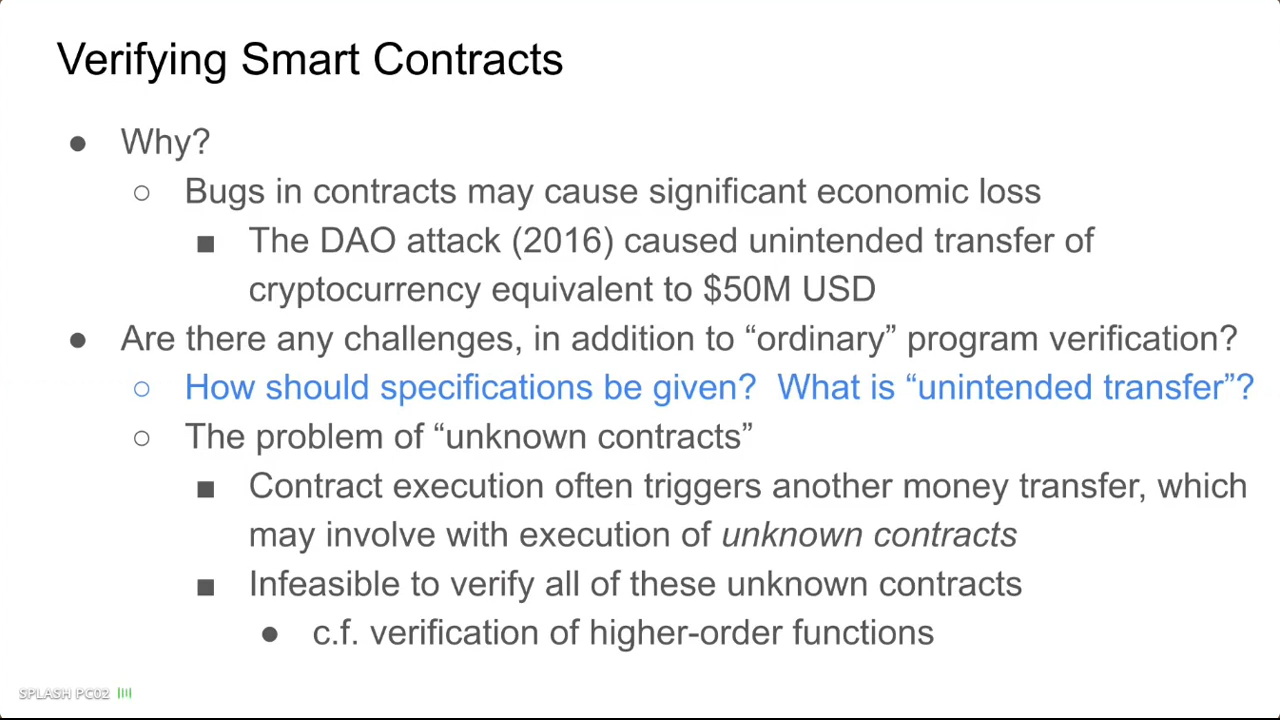 Verifying Smart Contracts
● Why?
○ Bugs in contracts may cause significant economic loss
■ The DAO attack (2016) caused unintended transfer of
cryptocurrency equivalent to $50M USD
● Are there any challenges, in addition to “ordinary” program verification?
○ How should specifications be given? What is “unintended transfer”?
○ The problem of “unknown contracts”
■ Contract execution often triggers another money transfer, which
may involve with execution of unknown contracts
■ Infeasible to verify all of these unknown contracts
● c.f. verification of higher-order functions
SPLASH PC02